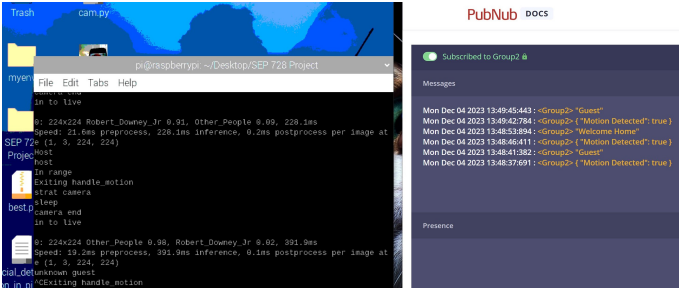 Trash
cam.py
myen
SEP 72
Projec
best.p
cial_det
pi@raspberrypi: ~/Desktop/SEP 728 Project
File Edit Tabs Help
camera end
in to live
0: 224x224 Robert_Downey_Jr 0.91, Other_People 0.09, 228.1ms
Speed: 21.6ms preprocess, 228.1ms inference, 0.2ms postprocess per image at
e (1, 3, 224, 224)
Host
host
In range
Exiting handle_motion
strat camera
sleep
camera end
in to live
0: 224x224 Other_People 0.98, Robert_Downey_Jr 0.02, 391.9ms
Speed: 19.2ms preprocess, 391.9ms inference, 0.1ms postprocess per image at
e (1, 3, 224, 224)
unknown guest
^CExiting handle_motion
PubNub DOCS
Subscribed to Group2
Messages
Mon Dec 04 2023 13:49:45:443 : <Group2> "Guest"
Mon Dec 04 2023 13:49:42:784 : <Group2> { "Motion Detected": true }
Mon Dec 04 2023 13:48:53:894 : <Group2> "Welcome Home"
Mon Dec 04 2023 13:48:46:411 : <Group2> { "Motion Detected": true }
Mon Dec 04 2023 13:48:41:382 : <Group2> "Guest"
Mon Dec 04 2023 13:48:37:691 : <Group2> { "Motion Detected": true }
Presence